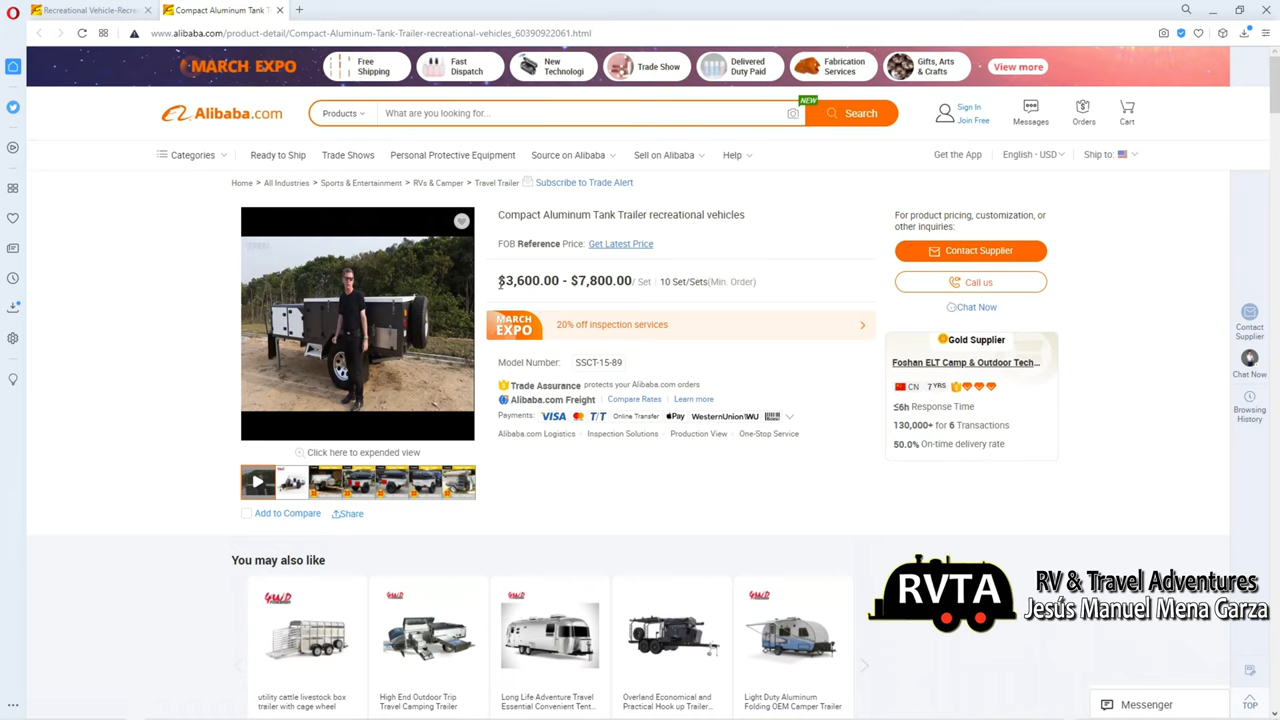 Recreational Vehicle-Recrea
Compact Aluminum Tank T
www.alibaba.com/product-detail/Compact-Aluminum-Tank-Trailer-recreational-vehicles_60390922061.html
MARCH EXPO
Free Shipping
Fast Dispatch
New Technologi
Trade Show
Delivered Duty Paid
Fabrication Services
Gifts, Arts & Crafts
View more
Alibaba.com
Products
What are you looking for...
NEW
Search
Sign In
Join Free
Messages
Orders
Cart
Categories
Ready to Ship
Trade Shows
Personal Protective Equipment
Source on Alibaba
Sell on Alibaba
Help
Get the App
English - USD
Ship to:
Home > All Industries > Sports & Entertainment > RVs & Camper > Travel Trailer
Subscribe to Trade Alert
Compact Aluminum Tank Trailer recreational vehicles
FOB Reference Price: Get Latest Price
$3,600.00 - $7,800.00 / Set
10 Set/Sets(Min. Order)
MARCH EXPO
20% off inspection services
Model Number: SSCT-15-89
Trade Assurance protects your Alibaba.com orders
Alibaba.com Freight Compare Rates Learn more
Payments: VISA T/T Online Transfer Pay WesternUnion WU
Alibaba.com Logistics · Inspection Solutions · Production View · One-Stop Service
For product pricing, customization, or
other inquiries:
Contact Supplier
Call us
Chat Now
Gold Supplier
Foshan ELT Camp & Outdoor Tech...
CN 7 YRS
≤6h Response Time
130,000+ for 6 Transactions
50.0% On-time delivery rate
Contact Supplier
Chat Now
Browsing History
Click here to expended view
Add to Compare
Share
You may also like
4WD
utility cattle livestock box
trailer with cage wheel
4WD
High End Outdoor Trip
Travel Camping Trailer
Long Life Adventure Travel
Essential Convenient Tent...
Overland Economical and
Practical Hook up Trailer...
4WD
Light Duty Aluminum
Folding OEM Camper Trailer
RVTA
RV & Travel Adventures
Jesús Manuel Mena Garza
Messenger
TOP